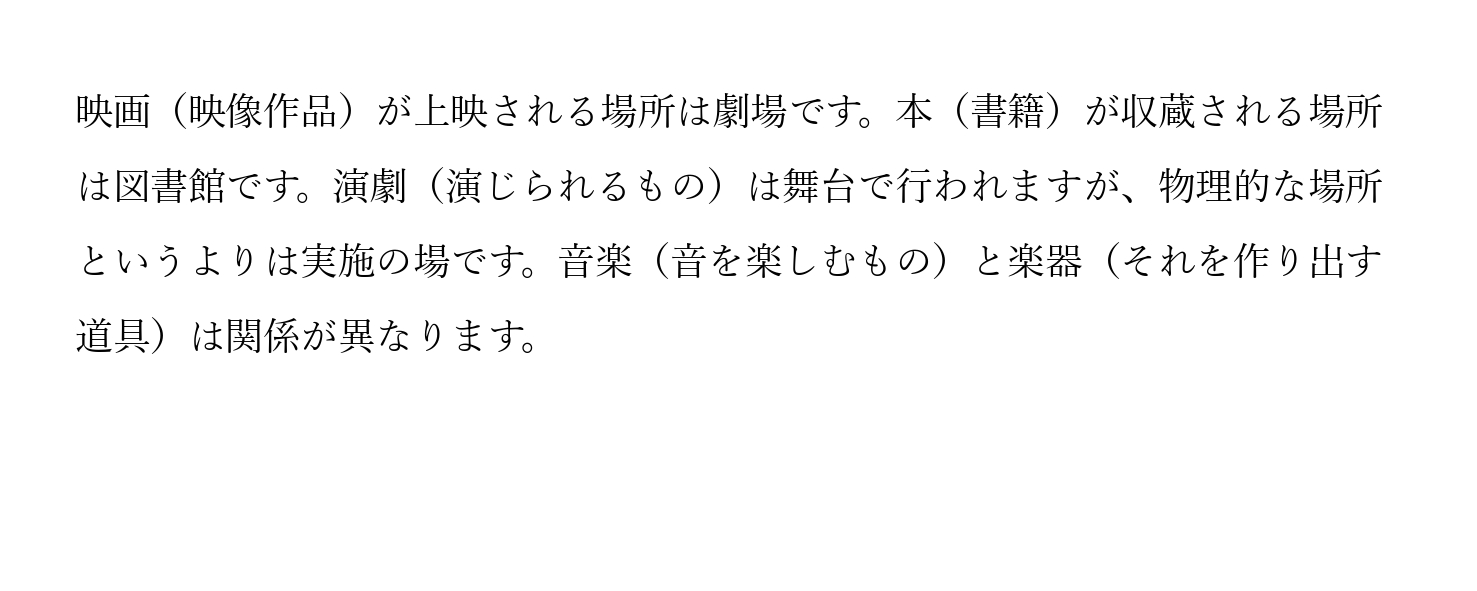 映画（映像作品）が上映される場所は劇場です。本（書籍）が収蔵される場所
は図書館です。演劇（演じられるもの）は舞台で行われますが、物理的な場所
というよりは実施の場です。音楽（音を楽しむもの）と楽器（それを作り出す
道具）は関係が異なります。